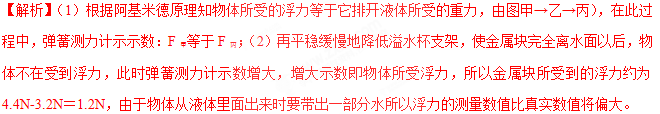 【解析】（1）根据阿基米德原理知物体所受的浮力等于它排开液体所受的重力，由图甲→乙→丙），在此过
程中，弹簧测力计示示数：F 甲等于 F 丙；（2）再平稳缓慢地降低溢水杯支架，使金属块完全离水面以后，物
体不在受到浮力，此时弹簧测力计示数增大，增大示数即物体所受浮力，所以金属块所受到的浮力约为
4.4N-3.2N＝1.2N，由于物体从液体里面出来时要带出一部分水所以浮力的测量数值比真实数值将偏大。